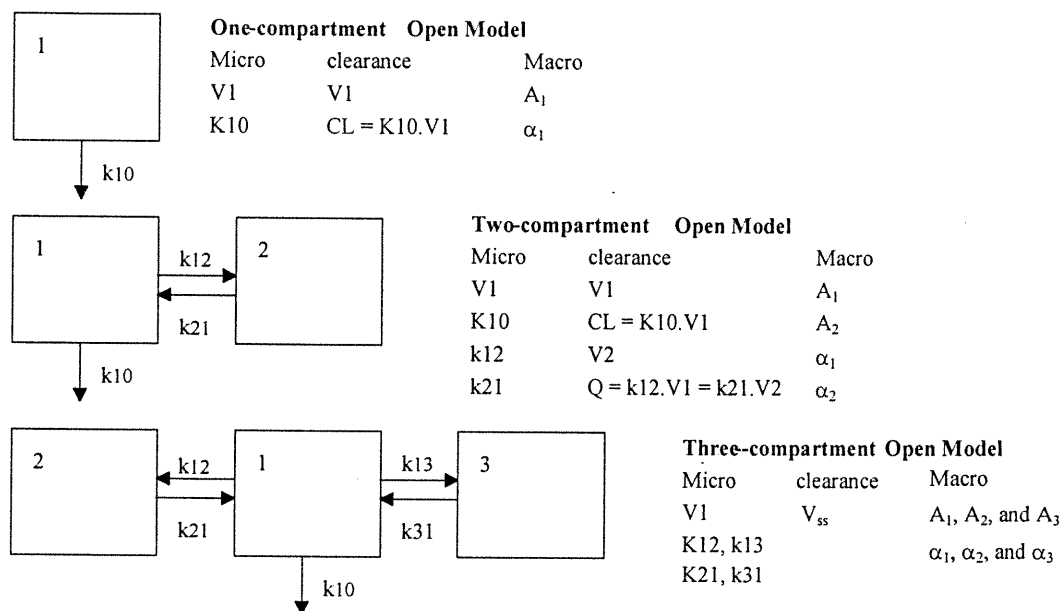 One-compartment Open Model
1
Micro clearance Macro
V1 V1 A₁
K10 CL = K10.V1 α₁
k10
Two-compartment Open Model
1 2
k12
Micro clearance Macro
V1 V1 A₁
K10 CL = K10.V1 A₂
k21
k12 V2 α₁
k10
k21 Q = k12.V1 = k21.V2 α₂
Three-compartment Open Model
2 k12 1 k13 3
Micro clearance Macro
V1 Vss A₁, A₂, and A₃
k21 k31
K12, k13 α₁, α₂, and α₃
K21, k31
k10